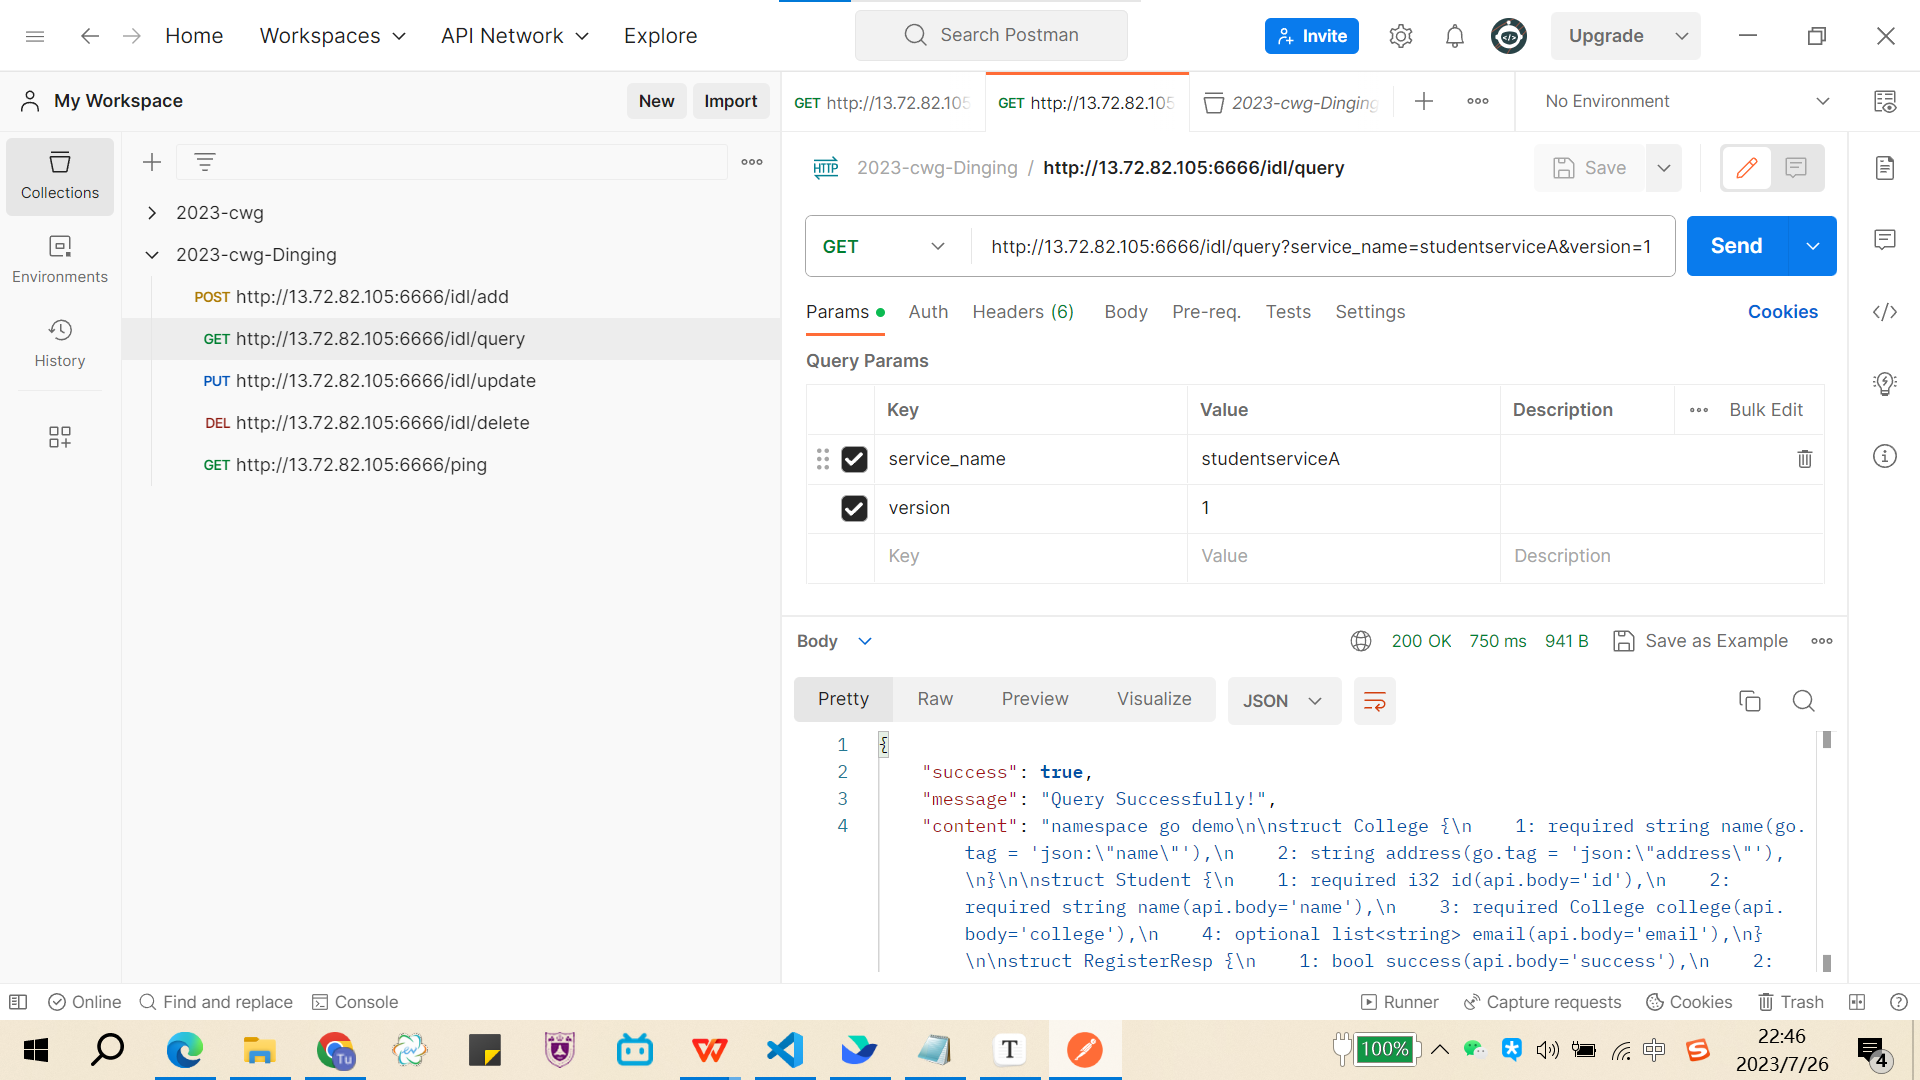 Home
Workspaces
API Network
Explore
Search Postman
Invite
Upgrade
My Workspace
New
Import
GET http://13.72.82.105
GET http://13.72.82.105
2023-cwg-Dinging
No Environment
Collections
Environments
History
2023-cwg
2023-cwg-Dinging
POST http://13.72.82.105:6666/idl/add
GET http://13.72.82.105:6666/idl/query
PUT http://13.72.82.105:6666/idl/update
DEL http://13.72.82.105:6666/idl/delete
GET http://13.72.82.105:6666/ping
HTTP 2023-cwg-Dinging / http://13.72.82.105:6666/idl/query
Save
GET
http://13.72.82.105:6666/idl/query?service_name=studentserviceA&version=1
Send
Params
Auth
Headers (6)
Body
Pre-req.
Tests
Settings
Cookies
Query Params
Key Value Description Bulk Edit
service_name studentserviceA
version 1
Key Value Description
Body
200 OK 750 ms 941 B
Save as Example
Pretty Raw Preview Visualize
JSON
1 {
2 "success": true,
3 "message": "Query Successfully!",
4 "content": "namespace go demo\n\nstruct College {\n    1: required string name(go.
tag = 'json:\"name\"'),\n    2: string address(go.tag = 'json:\"address\"'),
\n}\n\nstruct Student {\n    1: required i32 id(api.body='id'),\n    2:
required string name(api.body='name'),\n    3: required College college(api.
body='college'),\n    4: optional list<string> email(api.body='email'),\n}
\n\nstruct RegisterResp {\n    1: bool success(api.body='success'),\n    2:
Online
Find and replace
Console
Runner
Capture requests
Cookies
Trash
Tu
T
100%
中
22:46
2023/7/26
4